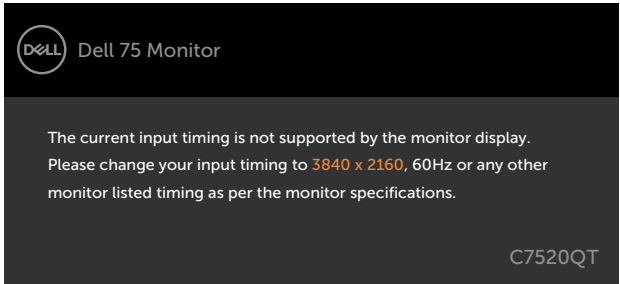 DELL
Dell 75 Monitor
The current input timing is not supported by the monitor display.
Please change your input timing to 3840 x 2160, 60Hz or any other
monitor listed timing as per the monitor specifications.
C7520QT